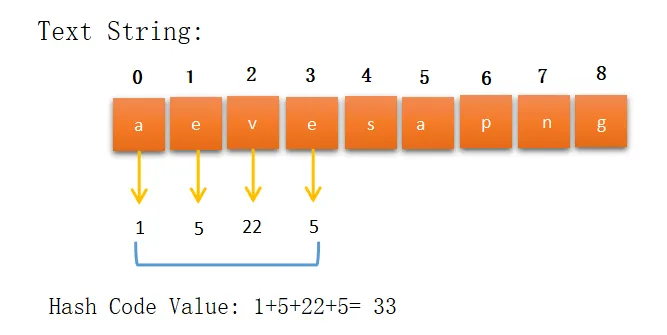 Text String:
0 1 2 3 4 5 6 7 8
a e v e s a p n g
1 5 22 5
Hash Code Value: 1+5+22+5= 33